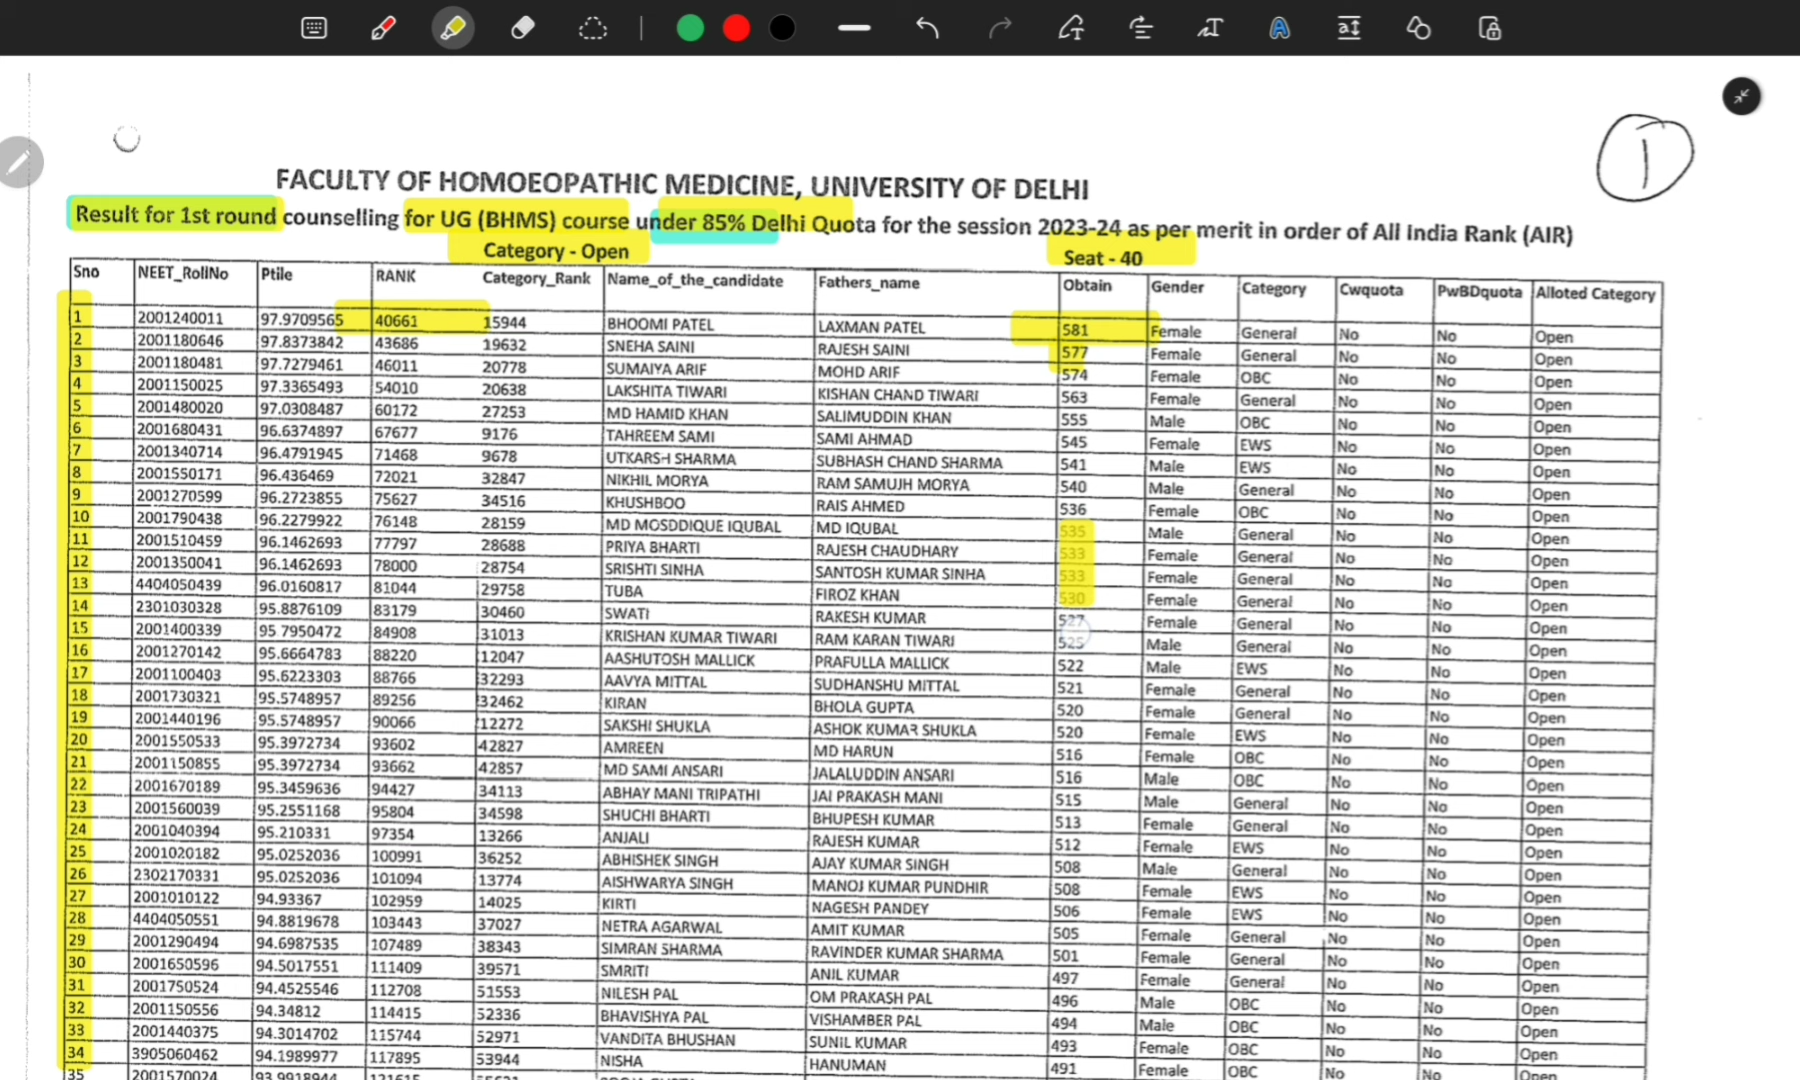 FACULTY OF HOMOEOPATHIC MEDICINE, UNIVERSITY OF DELHI
Result for 1st round counselling for UG (BHMS) course under 85% Delhi Quota for the session 2023-24 as per merit in order of All India Rank (AIR)
Category - Open Seat - 40
Sno NEET_RollNo Ptile RANK Category_Rank Name_of_the_candidate Fathers_name Obtain Gender Category Cwquota PwBDquota Alloted Category
1 2001240011 97.9709565 40661 15944 BHOOMI PATEL LAXMAN PATEL 581 Female General No No Open
2 2001180646 97.8373842 43686 19632 SNEHA SAINI RAJESH SAINI 577 Female General No No Open
3 2001180481 97.7279461 46011 20778 SUMAIYA ARIF MOHD ARIF 574 Female OBC No No Open
4 2001150025 97.3365493 54010 20638 LAKSHITA TIWARI KISHAN CHAND TIWARI 563 Female General No No Open
5 2001480020 97.0308487 60172 27253 MD HAMID KHAN SALIMUDDIN KHAN 555 Male OBC No No Open
6 2001680431 96.6374897 67677 9176 TAHREEM SAMI SAMI AHMAD 545 Female EWS No No Open
7 2001340714 96.4791945 71468 9678 UTKARSH SHARMA SUBHASH CHAND SHARMA 541 Male EWS No No Open
8 2001550171 96.436469 72021 32847 NIKHIL MORYA RAM SAMUJH MORYA 540 Male General No No Open
9 2001270599 96.2723855 75627 34516 KHUSHBOO RAIS AHMED 536 Female OBC No No Open
10 2001790438 96.2279922 76148 28159 MD MOSDDIQUE IQUBAL MD IQUBAL 535 Male General No No Open
11 2001510459 96.1462693 77797 28688 PRIYA BHARTI RAJESH CHAUDHARY 533 Female General No No Open
12 2001350041 96.1462693 78000 28754 SRISHTI SINHA SANTOSH KUMAR SINHA 533 Female General No No Open
13 4404050439 96.0160817 81044 29758 TUBA FIROZ KHAN 530 Female General No No Open
14 2301030328 95.8876109 83179 30460 SWATI RAKESH KUMAR 527 Female General No No Open
15 2001400339 95.7950472 84908 31013 KRISHAN KUMAR TIWARI RAM KARAN TIWARI 525 Male General No No Open
16 2001270142 95.6664783 88220 12047 AASHUTOSH MALLICK PRAFULLA MALLICK 522 Male EWS No No Open
17 2001100403 95.6223303 88766 32293 AAVYA MITTAL SUDHANSHU MITTAL 521 Female General No No Open
18 2001730321 95.5748957 89256 32462 KIRAN BHOLA GUPTA 520 Female General No No Open
19 2001440196 95.5748957 90066 12272 SAKSHI SHUKLA ASHOK KUMAR SHUKLA 520 Female EWS No No Open
20 2001550533 95.3972734 93602 42827 AMREEN MD HARUN 516 Female OBC No No Open
21 2001150855 95.3972734 93662 42857 MD SAMI ANSARI JALALUDDIN ANSARI 516 Male OBC No No Open
22 2001670189 95.3459636 94427 34113 ABHAY MANI TRIPATHI JAI PRAKASH MANI 515 Male General No No Open
23 2001560039 95.2551168 95804 34598 SHUCHI BHARTI BHUPESH KUMAR 513 Female General No No Open
24 2001040394 95.210331 97354 13266 ANJALI RAJESH KUMAR 512 Female EWS No No Open
25 2001020182 95.0252036 100991 36252 ABHISHEK SINGH AJAY KUMAR SINGH 508 Male General No No Open
26 2302170331 95.0252036 101094 13774 AISHWARYA SINGH MANOJ KUMAR PUNDHIR 508 Female EWS No No Open
27 2001010122 94.93367 102959 14025 KIRTI NAGESH PANDEY 506 Female EWS No No Open
28 4404050551 94.8819678 103443 37027 NETRA AGARWAL AMIT KUMAR 505 Female General No No Open
29 2001290494 94.6987535 107489 38343 SIMRAN SHARMA RAVINDER KUMAR SHARMA 501 Female General No No Open
30 2001650596 94.5017551 111409 39571 SMRITI ANIL KUMAR 497 Female General No No Open
31 2001750524 94.4525546 112708 51553 NILESH PAL OM PRAKASH PAL 496 Male OBC No No Open
32 2001150556 94.34812 114415 52336 BHAVISHYA PAL VISHAMBER PAL 494 Male OBC No No Open
33 2001440375 94.3014702 115744 52971 VANDITA BHUSHAN SUNIL KUMAR 493 Female OBC No No Open
34 3905060462 94.1989977 117895 53944 NISHA HANUMAN 491 Female OBC No No Open
35 2001570024 93.9918944
1